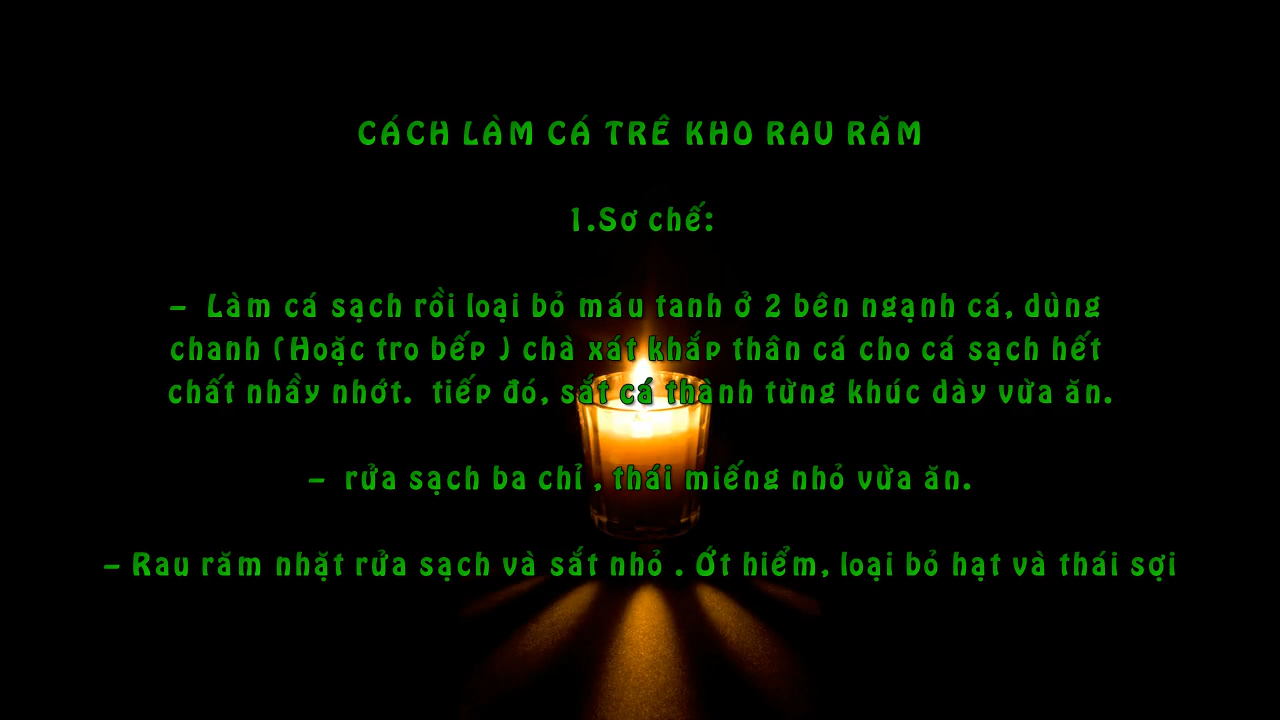 CÁCH LÀM CÁ TRÊ KHO RAU RĂM
1.Sơ chế:
–  Làm cá sạch rồi loại bỏ máu tanh ở 2 bên ngạnh cá, dùng
chanh (Hoặc tro bếp ) chà xát khắp thân cá cho cá sạch hết
chất nhầy nhớt.  tiếp đó, sắt cá thành từng khúc dày vừa ăn.
–  rửa sạch ba chỉ , thái miếng nhỏ vừa ăn.
– Rau răm nhặt rửa sạch và sắt nhỏ . Ớt hiểm, loại bỏ hạt và thái sợi